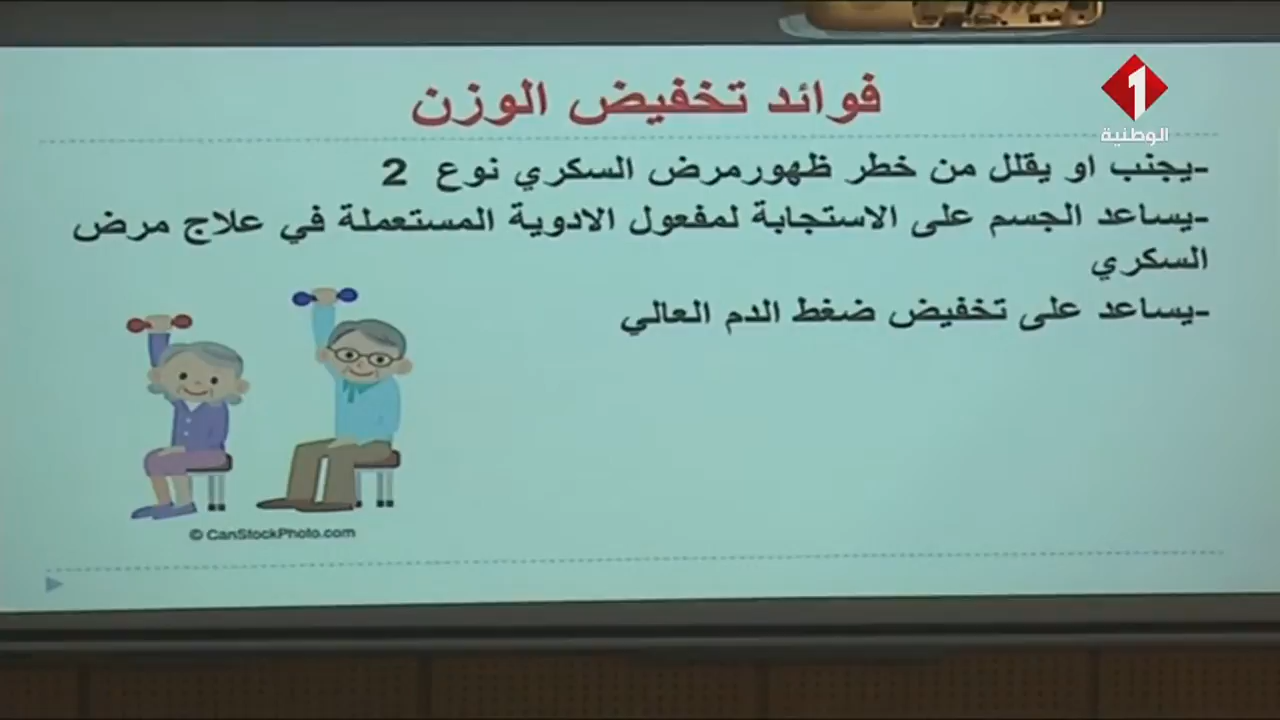 1
الوطنية
فوائد تخفيض الوزن
-يجنب او يقلل من خطر ظهورمرض السكري نوع 2
-يساعد الجسم على الاستجابة لمفعول الادوية المستعملة في علاج مرض
السكري
-يساعد على تخفيض ضغط الدم العالي
© CanStockPhoto.com